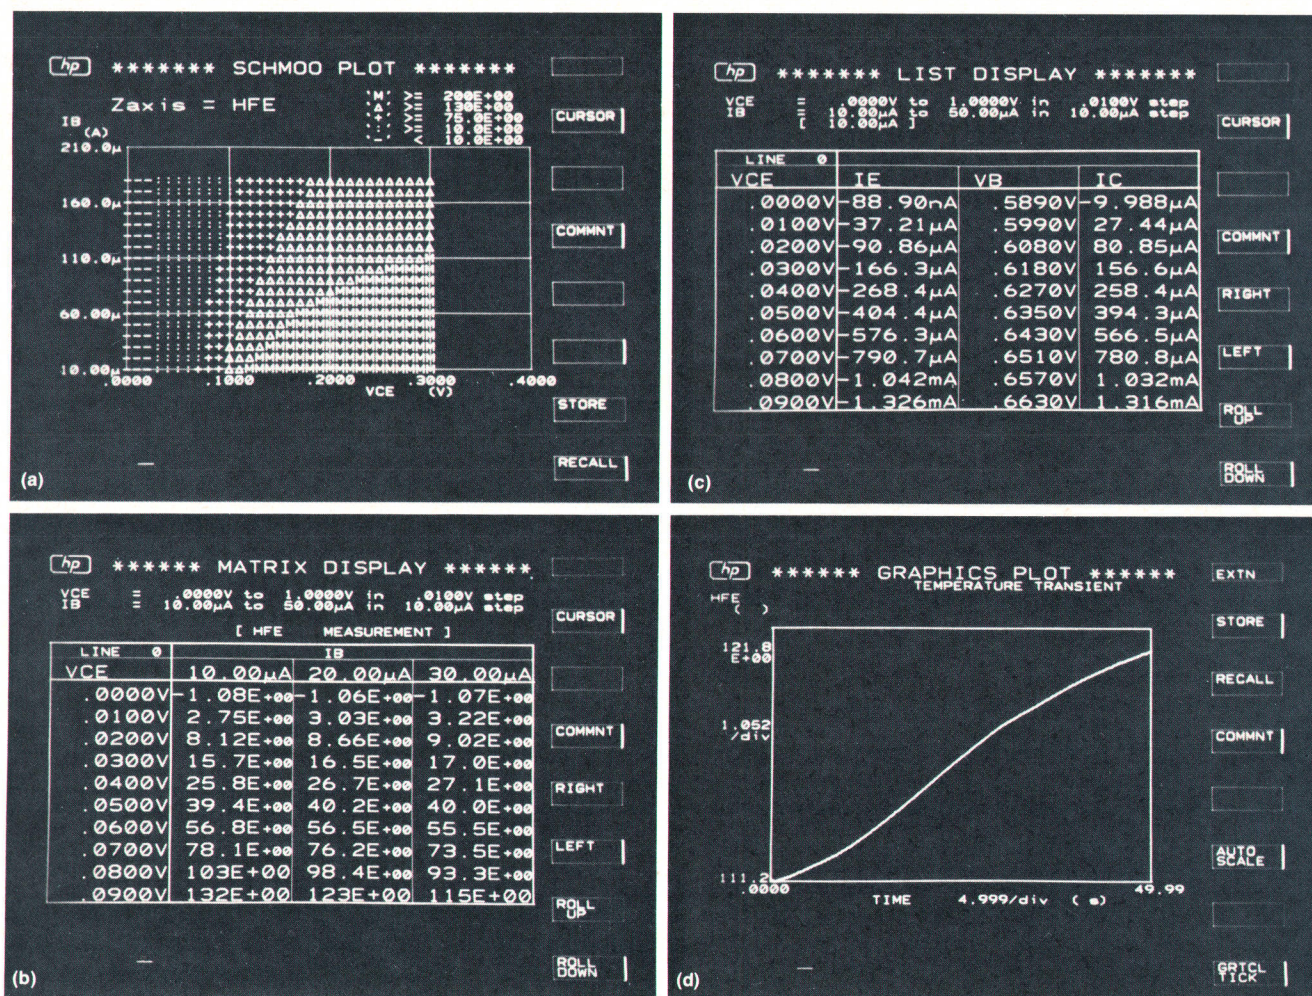 hp ******* SCHMOO PLOT *******
Zaxis = HFE
'M' >= 200E+00
'Δ' >= 130E+00
'+' >= 75.0E+00
':' >= 10.0E+00
'-' < 10.0E+00
IB
(A)
210.0μ
160.0μ
110.0μ
60.00μ
10.00μ
.0000 .1000 .2000 .3000 .4000
VCE (V)
CURSOR
COMMNT
STORE
RECALL
(a)
hp ******* LIST DISPLAY *******
VCE = .0000V to 1.0000V in .0100V step
IB = 10.00μA to 50.00μA in 10.00μA step
[ 10.00μA ]
LINE 0
VCE IE VB IC
.0000V -88.90nA .5890V -9.988μA
.0100V -37.21μA .5990V 27.44μA
.0200V -90.86μA .6080V 80.85μA
.0300V -166.3μA .6180V 156.6μA
.0400V -268.4μA .6270V 258.4μA
.0500V -404.4μA .6350V 394.3μA
.0600V -576.3μA .6430V 566.5μA
.0700V -790.7μA .6510V 780.8μA
.0800V -1.042mA .6570V 1.032mA
.0900V -1.326mA .6630V 1.316mA
CURSOR
COMMNT
RIGHT
LEFT
ROLL
UP
ROLL
DOWN
(c)
hp ****** MATRIX DISPLAY ******
VCE = .0000V to 1.0000V in .0100V step
IB = 10.00μA to 50.00μA in 10.00μA step
[ HFE MEASUREMENT ]
LINE 0 IB
VCE 10.00μA 20.00μA 30.00μA
.0000V -1.08E+00 -1.06E+00 -1.07E+00
.0100V 2.75E+00 3.03E+00 3.22E+00
.0200V 8.12E+00 8.66E+00 9.02E+00
.0300V 15.7E+00 16.5E+00 17.0E+00
.0400V 25.8E+00 26.7E+00 27.1E+00
.0500V 39.4E+00 40.2E+00 40.0E+00
.0600V 56.8E+00 56.5E+00 55.5E+00
.0700V 78.1E+00 76.2E+00 73.5E+00
.0800V 103E+00 98.4E+00 93.3E+00
.0900V 132E+00 123E+00 115E+00
CURSOR
COMMNT
RIGHT
LEFT
ROLL
UP
ROLL
DOWN
(b)
hp ****** GRAPHICS PLOT ******
TEMPERATURE TRANSIENT
HFE
( )
121.8
E+00
1.052
/div
111.2
.0000 49.99
TIME 4.999/div ( s)
EXTN
STORE
RECALL
COMMNT
AUTO
SCALE
GRTCL
TICK
(d)